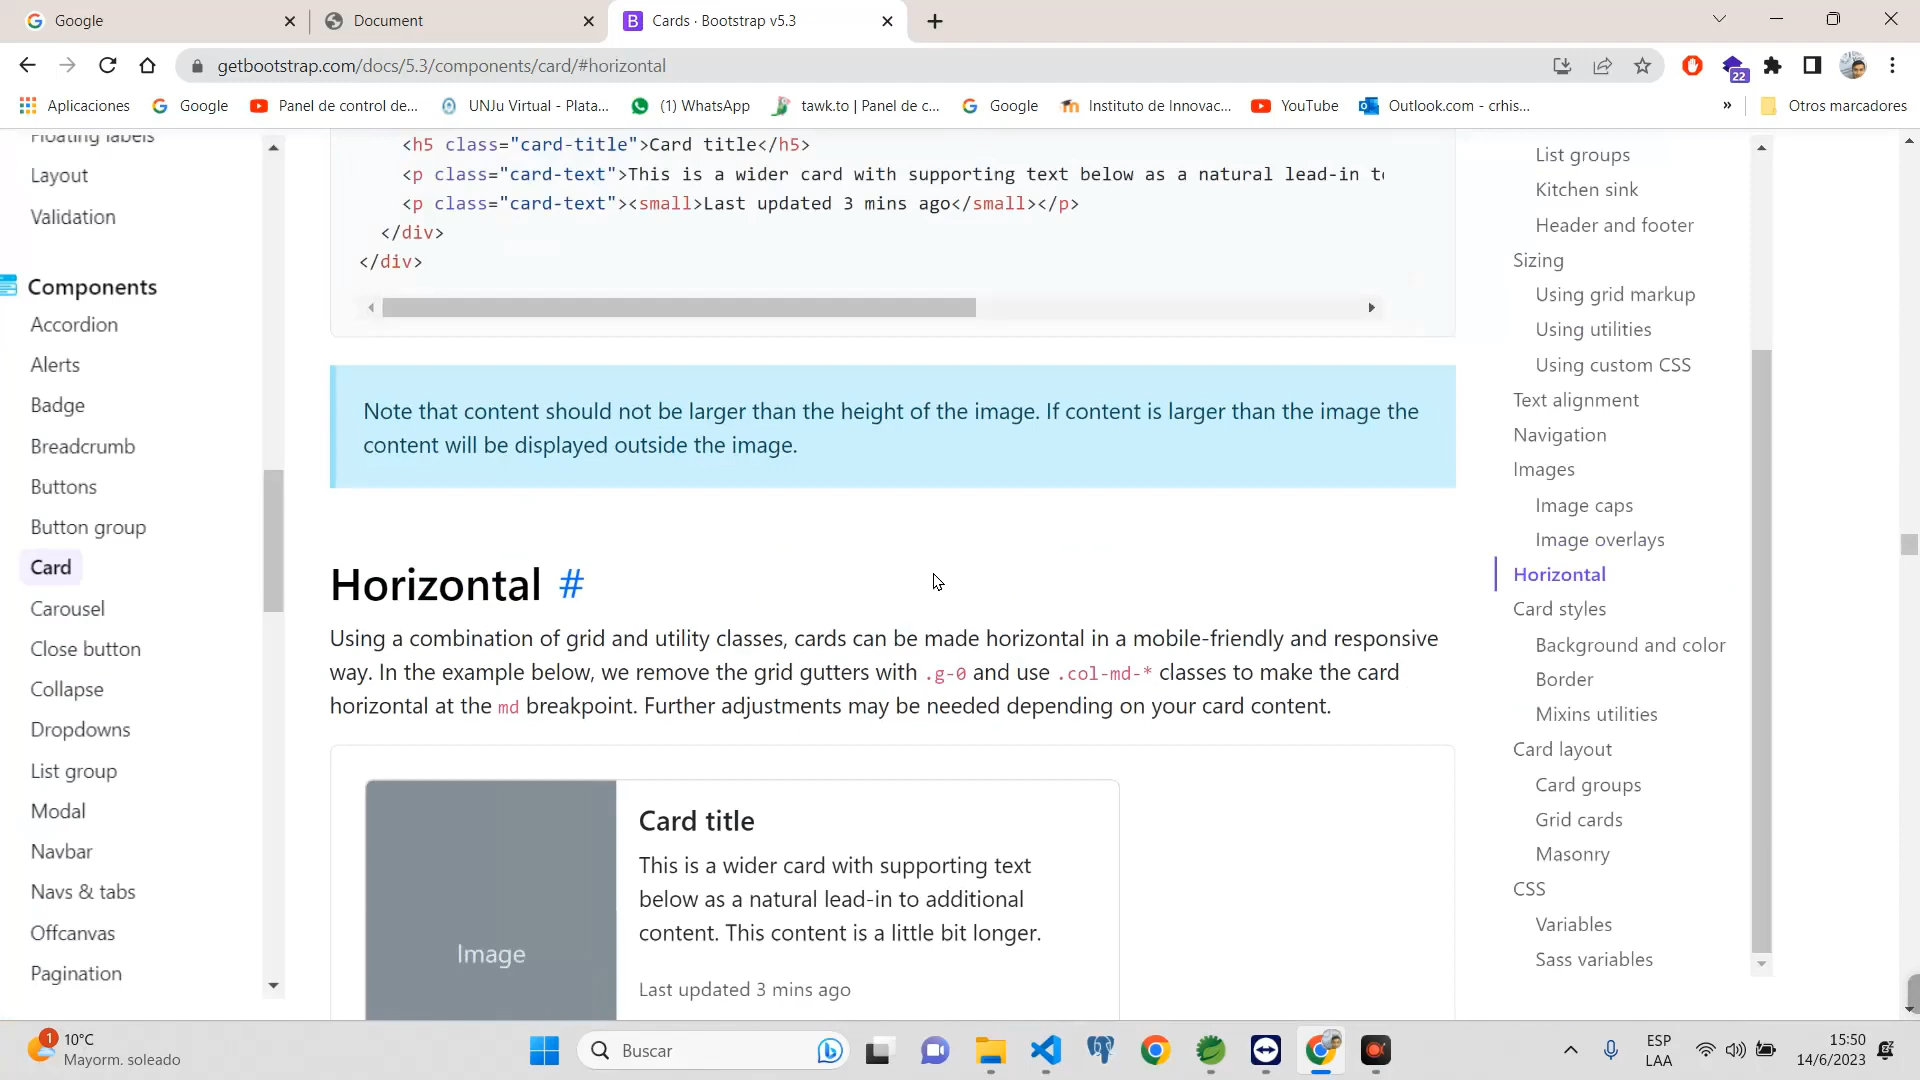 Google
Document
Cards · Bootstrap v5.3
getbootstrap.com/docs/5.3/components/card/#horizontal
22
Aplicaciones
Google
Panel de control de...
UNJu Virtual - Plata...
(1) WhatsApp
tawk.to | Panel de c...
Google
Instituto de Innovac...
YouTube
Outlook.com - crhis...
»
Otros marcadores
Floating labels
Layout
Validation
Components
Accordion
Alerts
Badge
Breadcrumb
Buttons
Button group
Card
Carousel
Close button
Collapse
Dropdowns
List group
Modal
Navbar
Navs & tabs
Offcanvas
Pagination
<h5 class="card-title">Card title</h5>
<p class="card-text">This is a wider card with supporting text below as a natural lead-in to
<p class="card-text"><small>Last updated 3 mins ago</small></p>
</div>
</div>
Note that content should not be larger than the height of the image. If content is larger than the image the
content will be displayed outside the image.
Horizontal #
Using a combination of grid and utility classes, cards can be made horizontal in a mobile-friendly and responsive
way. In the example below, we remove the grid gutters with .g-0 and use .col-md-* classes to make the card
horizontal at the md breakpoint. Further adjustments may be needed depending on your card content.
Image
Card title
This is a wider card with supporting text
below as a natural lead-in to additional
content. This content is a little bit longer.
Last updated 3 mins ago
List groups
Kitchen sink
Header and footer
Sizing
Using grid markup
Using utilities
Using custom CSS
Text alignment
Navigation
Images
Image caps
Image overlays
Horizontal
Card styles
Background and color
Border
Mixins utilities
Card layout
Card groups
Grid cards
Masonry
CSS
Variables
Sass variables
1
10°C
Mayorm. soleado
Buscar
ESP
LAA
15:50
14/6/2023